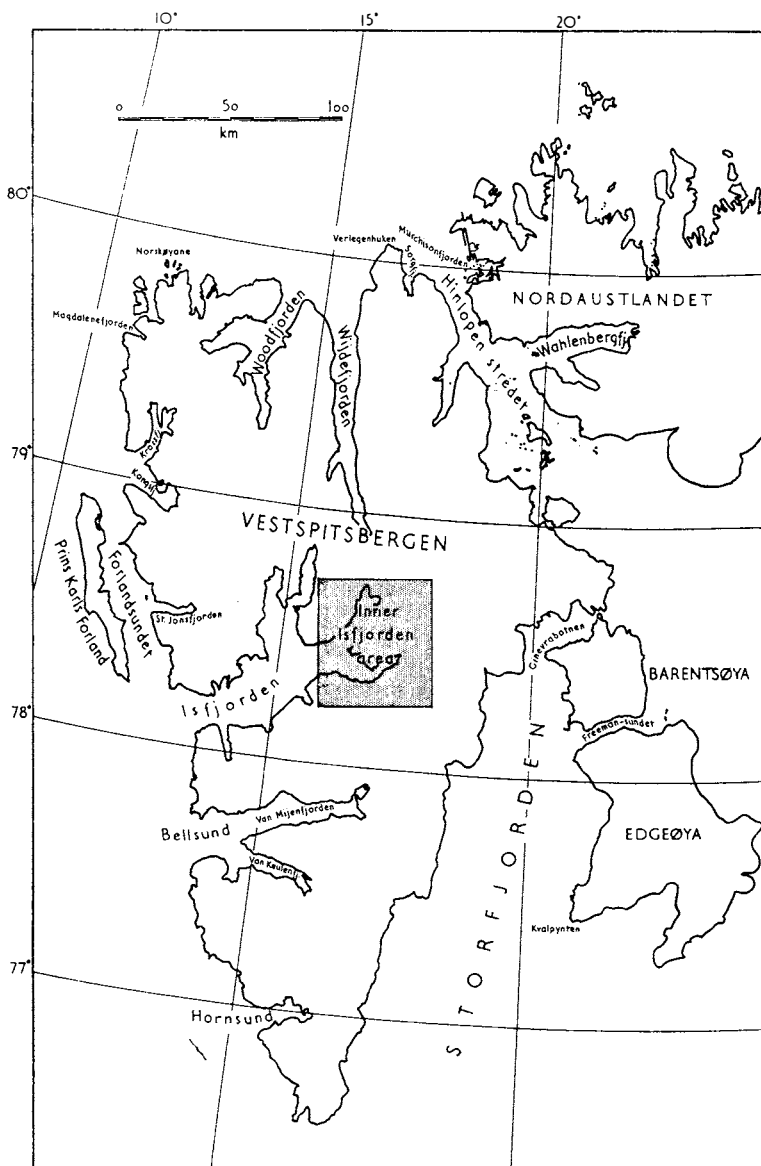 10°
15°
20°
0 50 100
km
80°
Norskøyane
Verlegenhuken
Murchisonfjorden
Sorgfj.
Magdalenefjorden
Woodfjorden
Wijdefjorden
Hinlopen stredet
NORDAUSTLANDET
Wahlenbergfj.
79°
Krossfj.
Kongsfj.
VESTSPITSBERGEN
Prins Karls Forland
Forlandsundet
St. Jonsfjorden
Inner
Isfjorden
area
Ginevrabotnen
BARENTSØYA
Isfjorden
78°
Freeman-sundet
Van Mijenfjorden
Bellsund
Van Keulenfj.
EDGEØYA
STORFJORDEN
Kvalpynten
77°
Hornsund